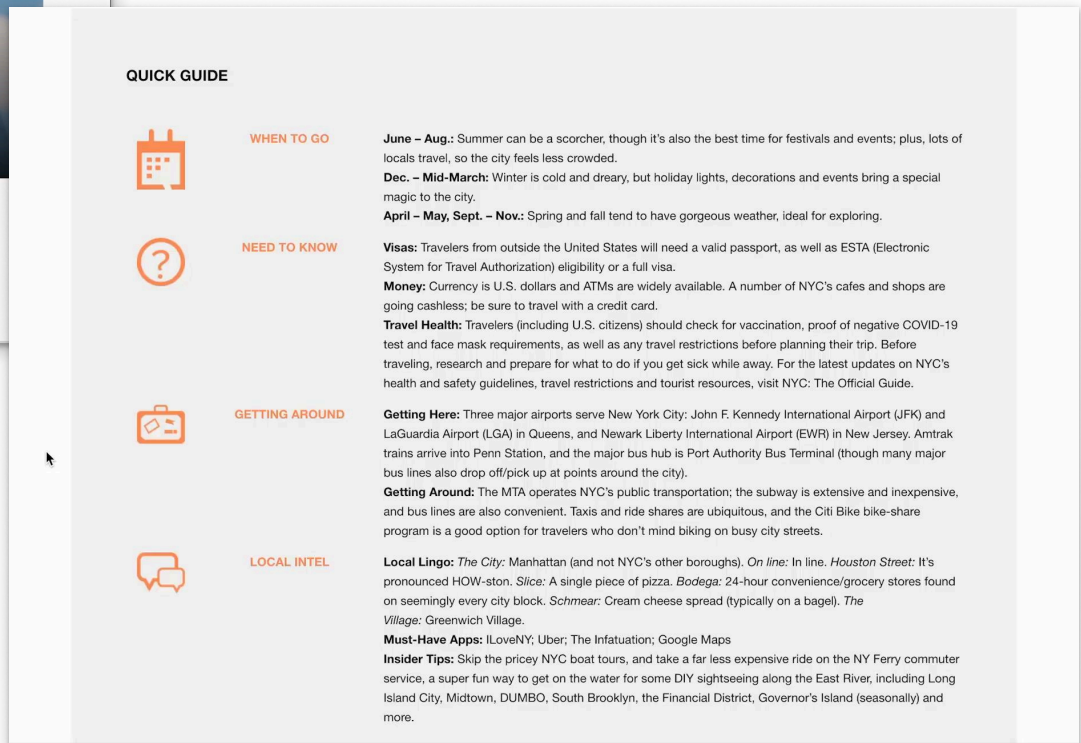 QUICK GUIDE
WHEN TO GO
June – Aug.: Summer can be a scorcher, though it's also the best time for festivals and events; plus, lots of
locals travel, so the city feels less crowded.
Dec. – Mid-March: Winter is cold and dreary, but holiday lights, decorations and events bring a special
magic to the city.
April – May, Sept. – Nov.: Spring and fall tend to have gorgeous weather, ideal for exploring.
NEED TO KNOW
Visas: Travelers from outside the United States will need a valid passport, as well as ESTA (Electronic
System for Travel Authorization) eligibility or a full visa.
Money: Currency is U.S. dollars and ATMs are widely available. A number of NYC's cafes and shops are
going cashless; be sure to travel with a credit card.
Travel Health: Travelers (including U.S. citizens) should check for vaccination, proof of negative COVID-19
test and face mask requirements, as well as any travel restrictions before planning their trip. Before
traveling, research and prepare for what to do if you get sick while away. For the latest updates on NYC's
health and safety guidelines, travel restrictions and tourist resources, visit NYC: The Official Guide.
GETTING AROUND
Getting Here: Three major airports serve New York City: John F. Kennedy International Airport (JFK) and
LaGuardia Airport (LGA) in Queens, and Newark Liberty International Airport (EWR) in New Jersey. Amtrak
trains arrive into Penn Station, and the major bus hub is Port Authority Bus Terminal (though many major
bus lines also drop off/pick up at points around the city).
Getting Around: The MTA operates NYC's public transportation; the subway is extensive and inexpensive,
and bus lines are also convenient. Taxis and ride shares are ubiquitous, and the Citi Bike bike-share
program is a good option for travelers who don't mind biking on busy city streets.
LOCAL INTEL
Local Lingo: The City: Manhattan (and not NYC's other boroughs). On line: In line. Houston Street: It's
pronounced HOW-ston. Slice: A single piece of pizza. Bodega: 24-hour convenience/grocery stores found
on seemingly every city block. Schmear: Cream cheese spread (typically on a bagel). The
Village: Greenwich Village.
Must-Have Apps: ILoveNY; Uber; The Infatuation; Google Maps
Insider Tips: Skip the pricey NYC boat tours, and take a far less expensive ride on the NY Ferry commuter
service, a super fun way to get on the water for some DIY sightseeing along the East River, including Long
Island City, Midtown, DUMBO, South Brooklyn, the Financial District, Governor's Island (seasonally) and
more.